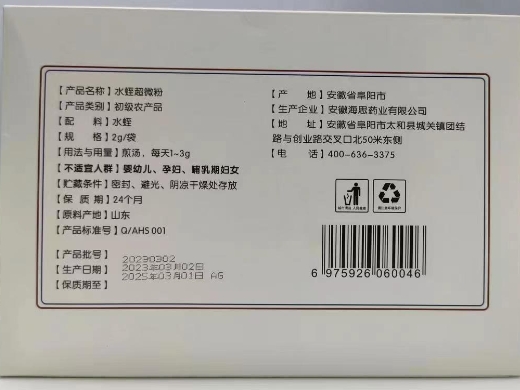 【产品名称】水蛭超微粉
【产品类别】初级农产品
【配 料】水蛭
【规 格】2g/袋
【用法与用量】煎汤，每天1~3g
【不适宜人群】婴幼儿、孕妇、哺乳期妇女
【贮藏条件】密封、避光、阴凉干燥处存放
【保 质 期】24个月
【原料产地】山东
【产品标准号】Q/AHS 001
【产品批号】 20230302
【生产日期】 2023年03月02日
【保质期至】 2025年03月01日 A6
【产 地】安徽省阜阳市
【生产企业】安徽海思药业有限公司
【地 址】安徽省阜阳市太和县城关镇团结
路与创业路交叉口北50米东侧
【电 话】400-636-3375
6 975926 060046